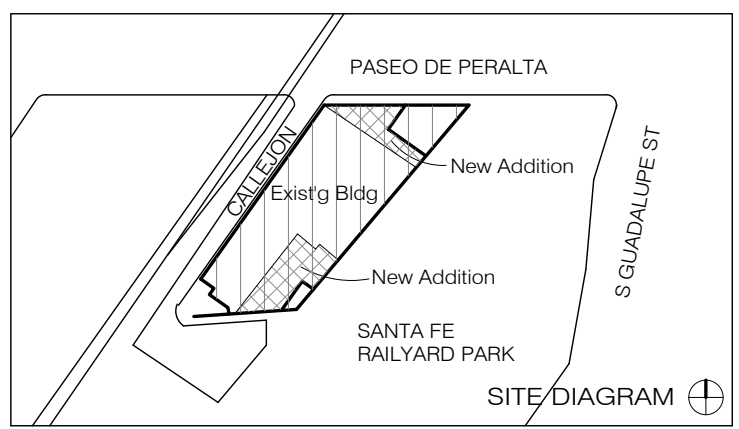 PASEO DE PERALTA
CALLEJON
New Addition
S GUADALUPE ST
Exist'g Bldg
New Addition
SANTA FE
RAILYARD PARK
SITE DIAGRAM